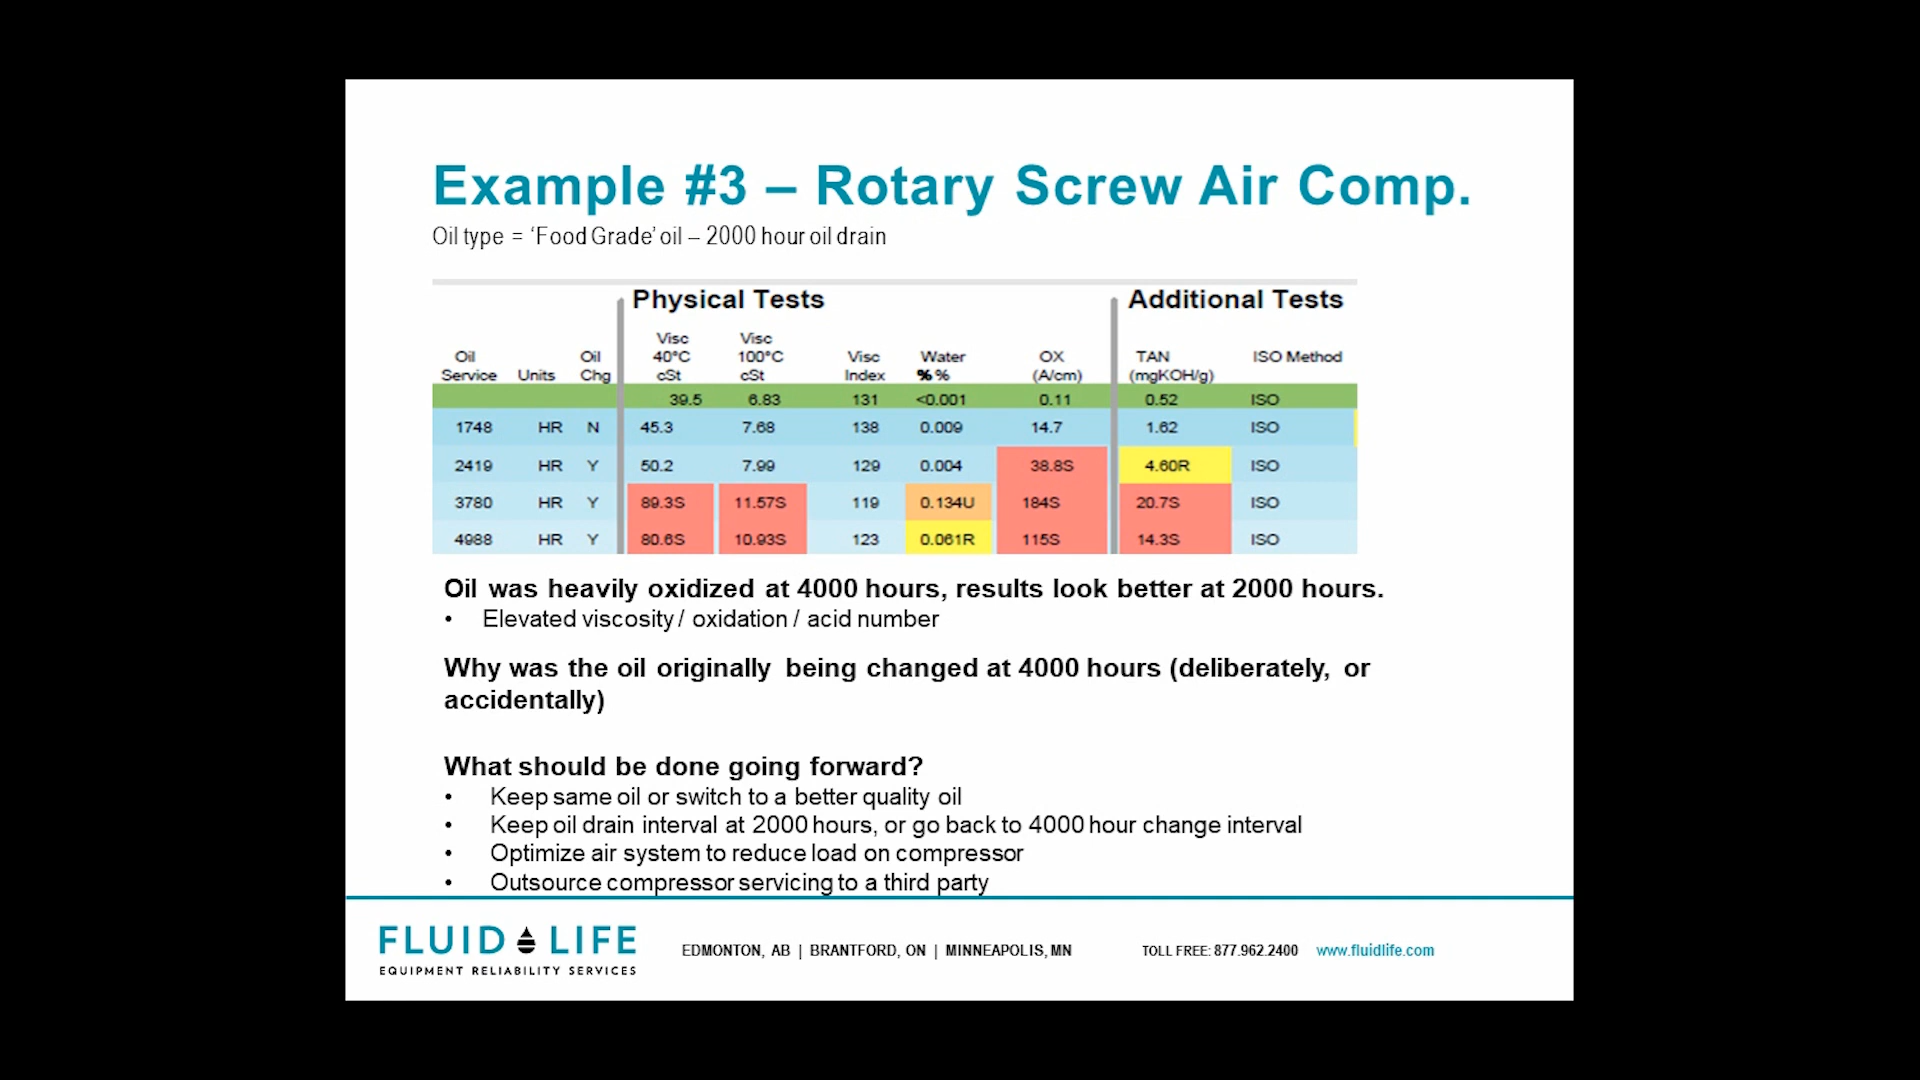 Example #3 – Rotary Screw Air Comp.
Oil type = ‘Food Grade’ oil – 2000 hour oil drain
Physical Tests Additional Tests
Oil Service Units Oil Chg Visc 40°C cSt Visc 100°C cSt Visc Index Water % % OX (A/cm) TAN (mgKOH/g) ISO Method
39.5 6.83 131 <0.001 0.11 0.52 ISO
1748 HR N 45.3 7.68 138 0.009 14.7 1.62 ISO
2419 HR Y 50.2 7.99 129 0.004 38.8S 4.60R ISO
3780 HR Y 89.3S 11.57S 119 0.134U 184S 20.7S ISO
4988 HR Y 80.6S 10.93S 123 0.061R 115S 14.3S ISO
Oil was heavily oxidized at 4000 hours, results look better at 2000 hours.
• Elevated viscosity / oxidation / acid number
Why was the oil originally being changed at 4000 hours (deliberately, or
accidentally)
What should be done going forward?
• Keep same oil or switch to a better quality oil
• Keep oil drain interval at 2000 hours, or go back to 4000 hour change interval
• Optimize air system to reduce load on compressor
• Outsource compressor servicing to a third party
FLUID LIFE
EQUIPMENT RELIABILITY SERVICES
EDMONTON, AB | BRANTFORD, ON | MINNEAPOLIS, MN TOLL FREE: 877.962.2400 www.fluidlife.com